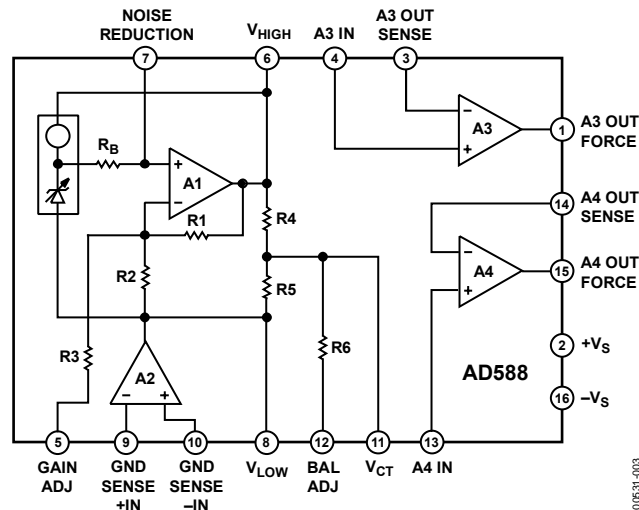 NOISE
REDUCTION
VHIGH
A3 IN
A3 OUT
SENSE
7
6
4
3
RB
A1
+
–
R1
R2
R3
R4
R5
R6
A2
–
+
–
+
A3
1
A3 OUT
FORCE
14
A4 OUT
SENSE
–
+
A4
15
A4 OUT
FORCE
2
+VS
AD588
16
–VS
5
9
10
8
12
11
13
GAIN
ADJ
GND
SENSE
+IN
GND
SENSE
–IN
VLOW
BAL
ADJ
VCT
A4 IN
00531-003